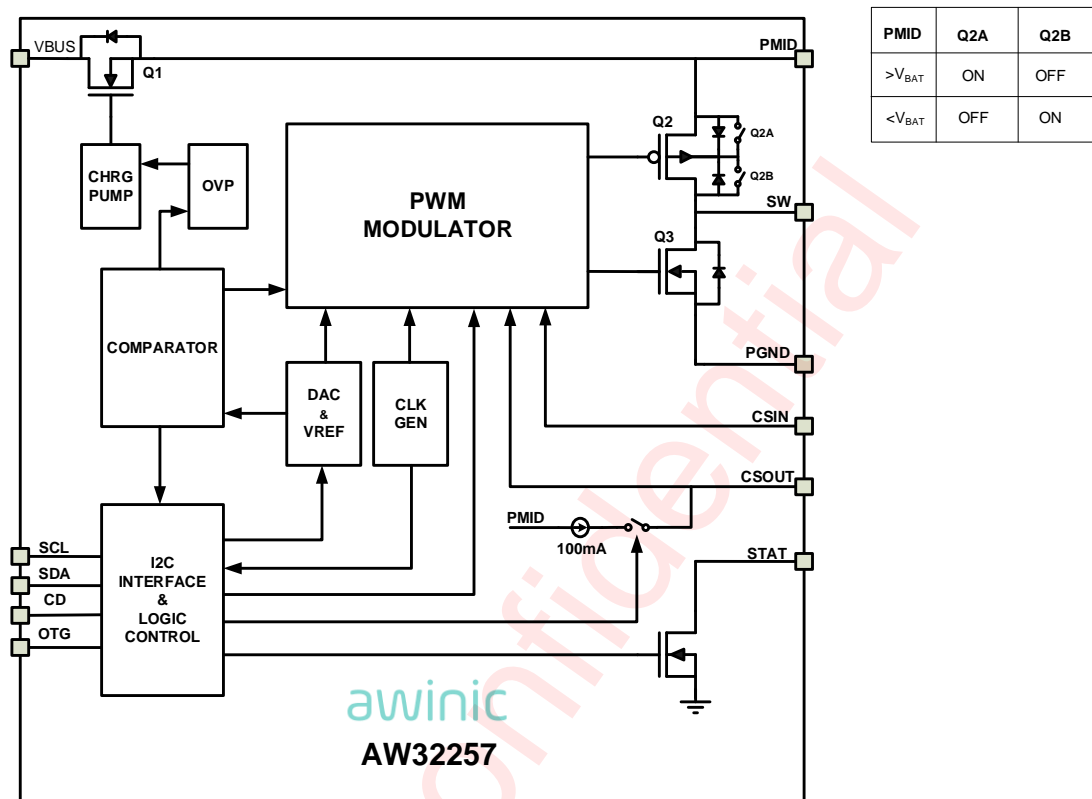 VBUS
Q1
PMID
PMID Q2A Q2B
>VBAT ON OFF
<VBAT OFF ON
Q2
Q2A
Q2B
CHRG
PUMP
OVP
PWM
MODULATOR
SW
Q3
COMPARATOR
PGND
DAC
&
VREF
CLK
GEN
CSIN
CSOUT
PMID
100mA
STAT
SCL
SDA
CD
OTG
I2C
INTERFACE
&
LOGIC
CONTROL
awinic
AW32257
onfidential